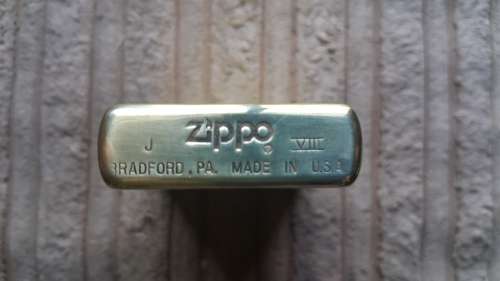 J Zippo ® VIII
BRADFORD, PA. MADE IN U.S.A